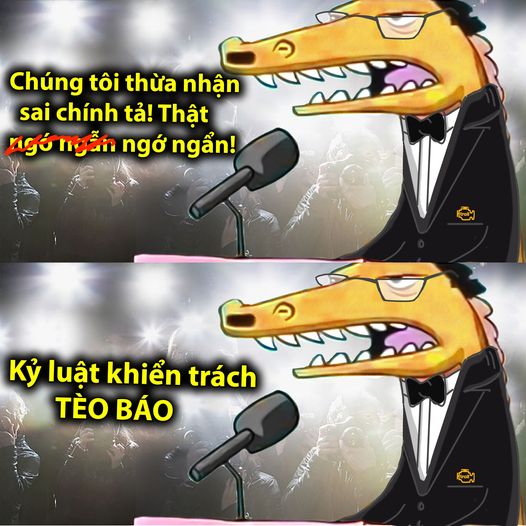 Chúng tôi thừa nhận
sai chính tả! Thật
ngớ ngẫn ngớ ngẩn!
Kỷ luật khiển trách
TÈO BÁO